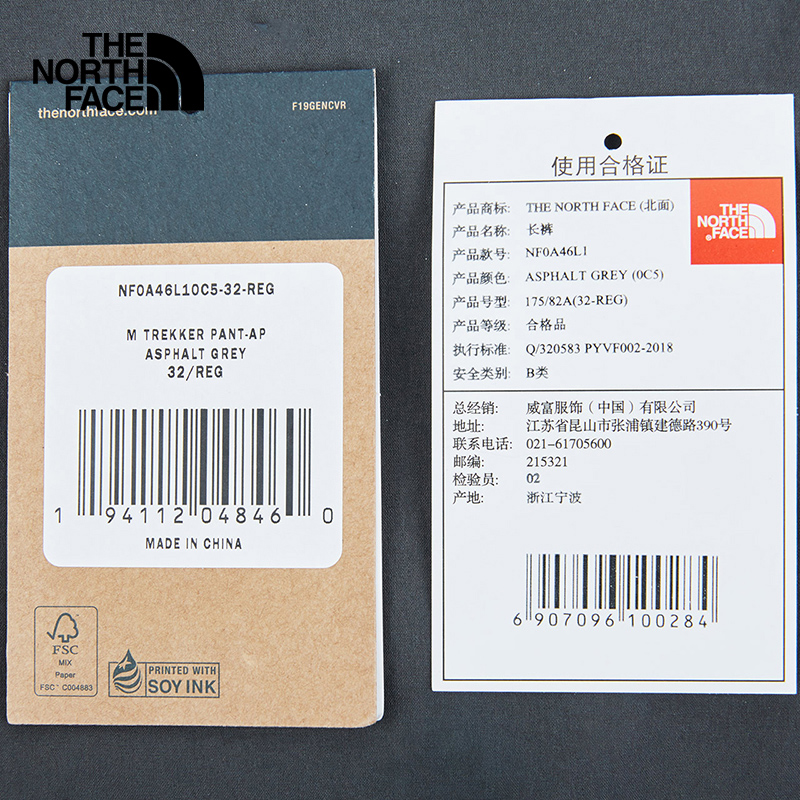 THE
NORTH
FACE
thenorthface.com
F19GENCVR
NF0A46L10C5-32-REG
M TREKKER PANT-AP
ASPHALT GREY
32/REG
1 94112 04846 0
MADE IN CHINA
FSC
MIX
Paper
FSC® C004883
PRINTED WITH
SOY INK
使用合格证
THE
NORTH
FACE
产品商标: THE NORTH FACE (北面)
产品名称: 长裤
产品款号: NF0A46L1
产品颜色: ASPHALT GREY (0C5)
产品号型: 175/82A(32-REG)
产品等级: 合格品
执行标准: Q/320583 PYVF002-2018
安全类别: B类
总经销: 威富服饰（中国）有限公司
地址: 江苏省昆山市张浦镇建德路390号
联系电话: 021-61705600
邮编: 215321
检验员: 02
产地: 浙江宁波
6 907096 100284